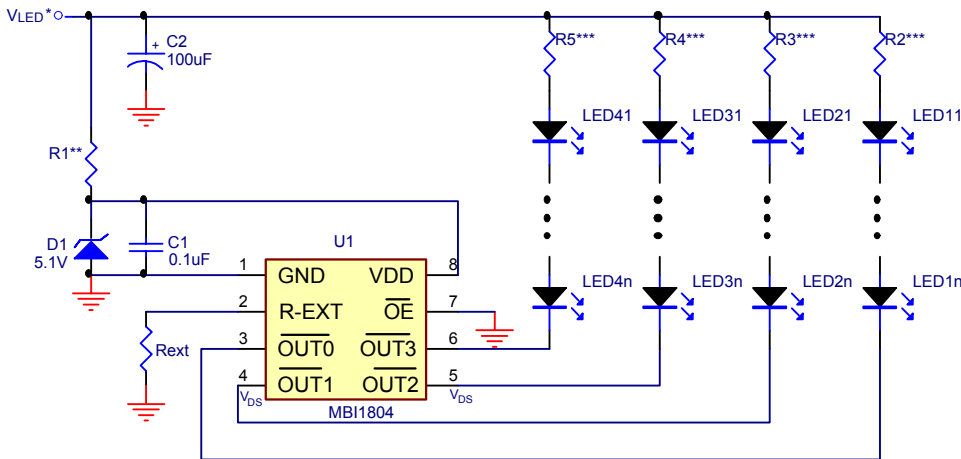 VLED*
C2
+
100uF
R5***
R4***
R3***
R2***
LED41
LED31
LED21
LED11
R1**
D1
5.1V
C1
0.1uF
U1
1
GND
VDD
8
2
R-EXT
OE
7
3
OUT0
OUT3
6
4
OUT1
OUT2
5
VDS
VDS
MBI1804
Rext
LED4n
LED3n
LED2n
LED1n